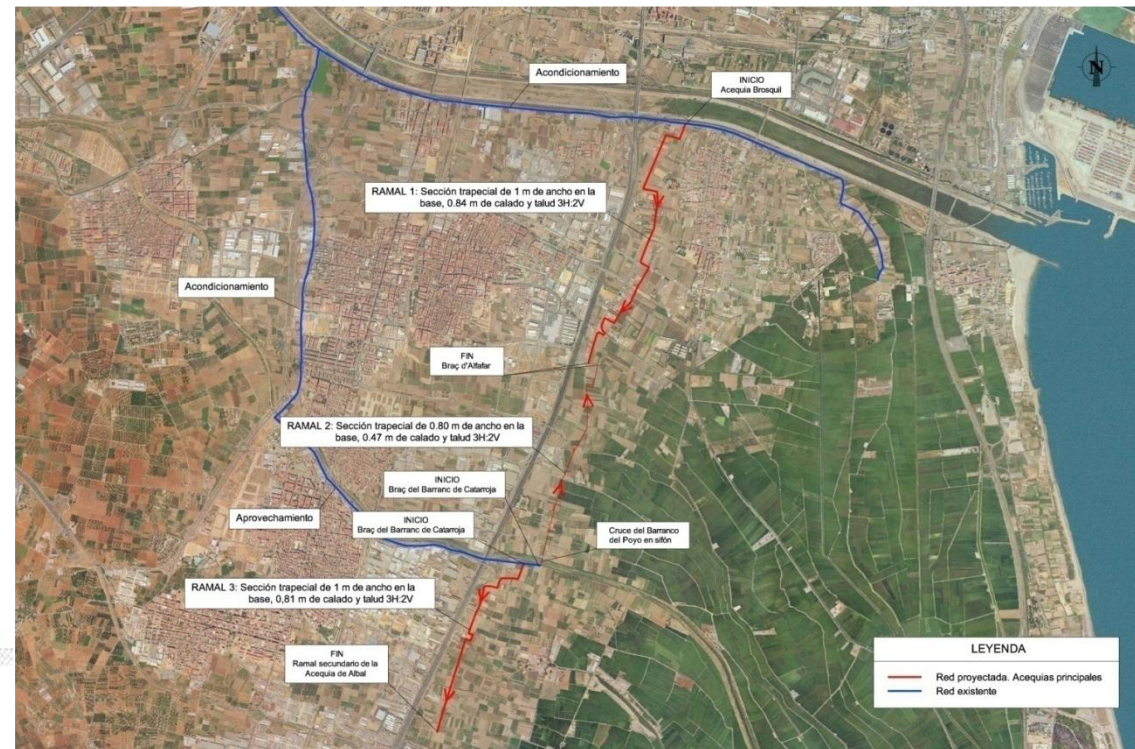 N
Acondicionamiento
INICIO
Acequia Brosquil
RAMAL 1: Sección trapecial de 1 m de ancho en la
base, 0.84 m de calado y talud 3H:2V
Acondicionamiento
FIN
Braç d'Alfafar
RAMAL 2: Sección trapecial de 0.80 m de ancho en la
base, 0.47 m de calado y talud 3H:2V
INICIO
Braç del Barranc de Catarroja
Aprovechamiento
INICIO
Braç del Barranc de Catarroja
Cruce del Barranco
del Poyo en sifón
RAMAL 3: Sección trapecial de 1 m de ancho en la
base, 0,81 m de calado y talud 3H:2V
FIN
Ramal secundario de la
Acequia de Albal
LEYENDA
Red proyectada. Acequias principales
Red existente